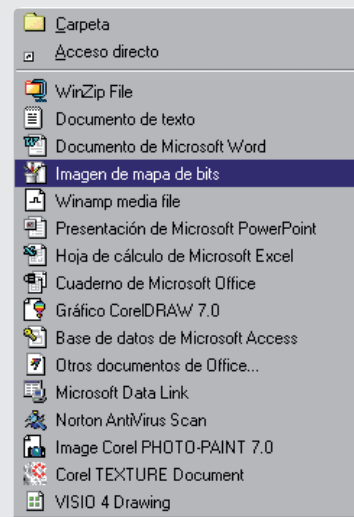 Carpeta
Acceso directo
WinZip File
Documento de texto
Documento de Microsoft Word
Imagen de mapa de bits
Winamp media file
Presentación de Microsoft PowerPoint
Hoja de cálculo de Microsoft Excel
Cuaderno de Microsoft Office
Gráfico CorelDRAW 7.0
Base de datos de Microsoft Access
Otros documentos de Office...
Microsoft Data Link
Norton AntiVirus Scan
Image Corel PHOTO-PAINT 7.0
Corel TEXTURE Document
VISIO 4 Drawing